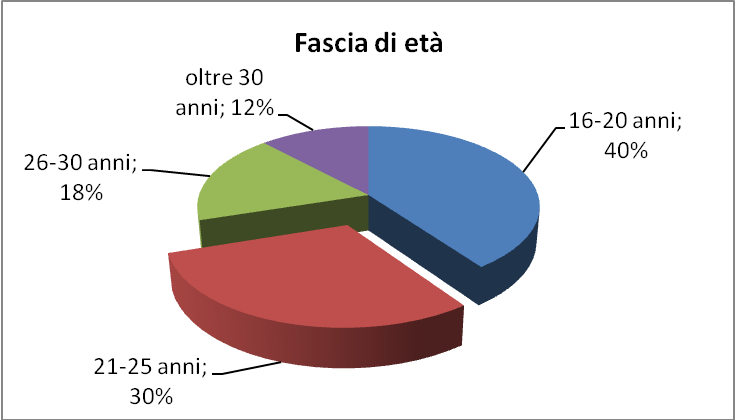 Fascia di età
oltre 30
anni; 12%
16-20 anni;
40%
26-30 anni;
18%
21-25 anni;
30%